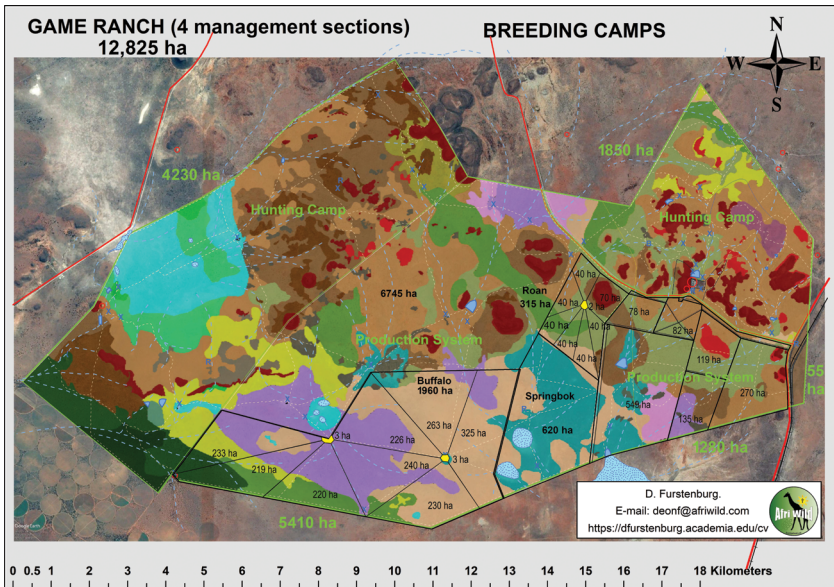 GAME RANCH (4 management sections)
12,825 ha
BREEDING CAMPS
N
W E
S
4230 ha
1850 ha
Hunting Camp
Hunting Camp
6745 ha
Roan
315 ha
40 ha
40 ha
40 ha
40 ha
40 ha
40 ha
70 ha
2 ha
78 ha
82 ha
119 ha
Production System
Production System
55
ha
Buffalo
1960 ha
Springbok
620 ha
263 ha
325 ha
226 ha
240 ha
3 ha
3 ha
233 ha
219 ha
220 ha
230 ha
549 ha
135 ha
270 ha
1280 ha
5410 ha
D. Furstenburg.
E-mail: deonf@afriwild.com
https://dfurstenburg.academia.edu/cv
Afri Wild
Google Earth
0 0.5 1 2 3 4 5 6 7 8 9 10 11 12 13 14 15 16 17 18 Kilometers